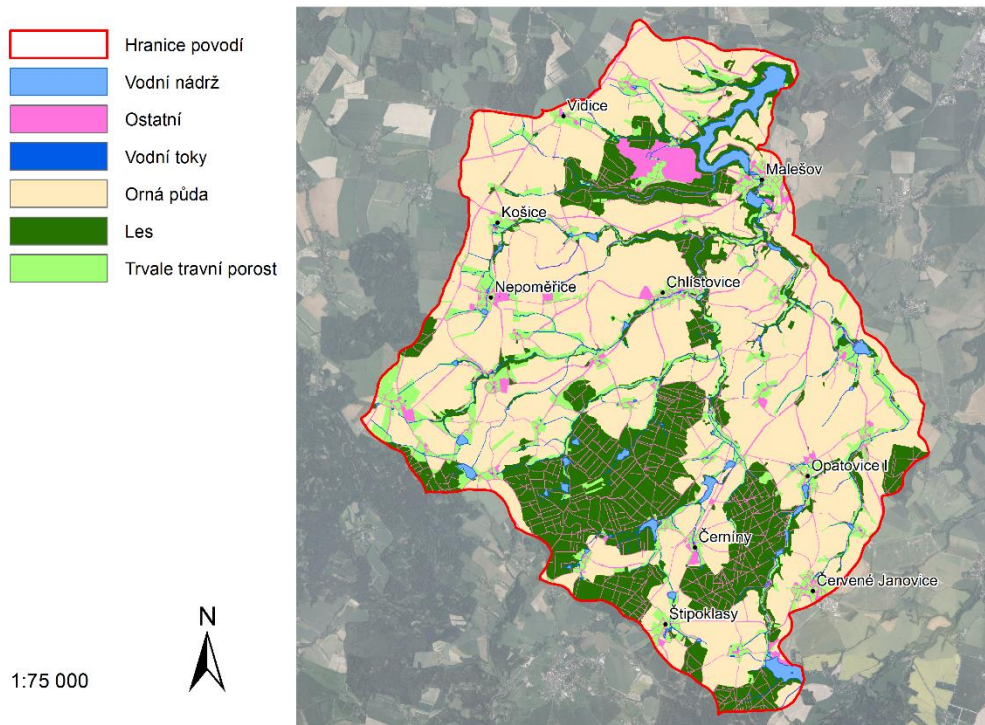 Hranice povodí
Vodní nádrž
Ostatní
Vodní toky
Orná půda
Les
Trvale travní porost
N
1:75 000
Vidice
Malešov
Košice
Nepoměřice
Chlístovice
Opatovice I
Černíny
Červené Janovice
Štipoklasy